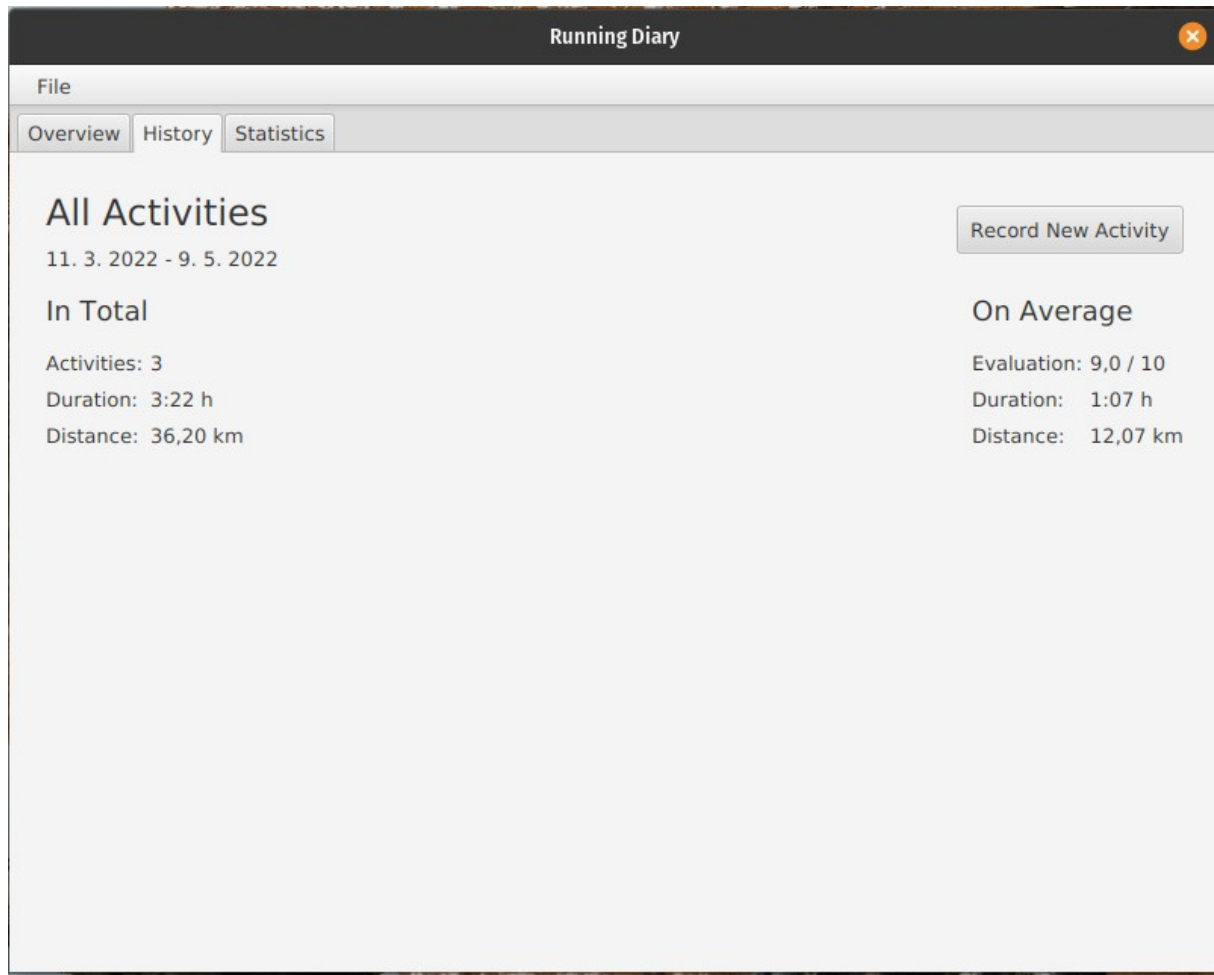 Running Diary
File
Overview History Statistics
All Activities
Record New Activity
11. 3. 2022 - 9. 5. 2022
In Total
Activities: 3
Duration: 3:22 h
Distance: 36,20 km
On Average
Evaluation: 9,0 / 10
Duration: 1:07 h
Distance: 12,07 km